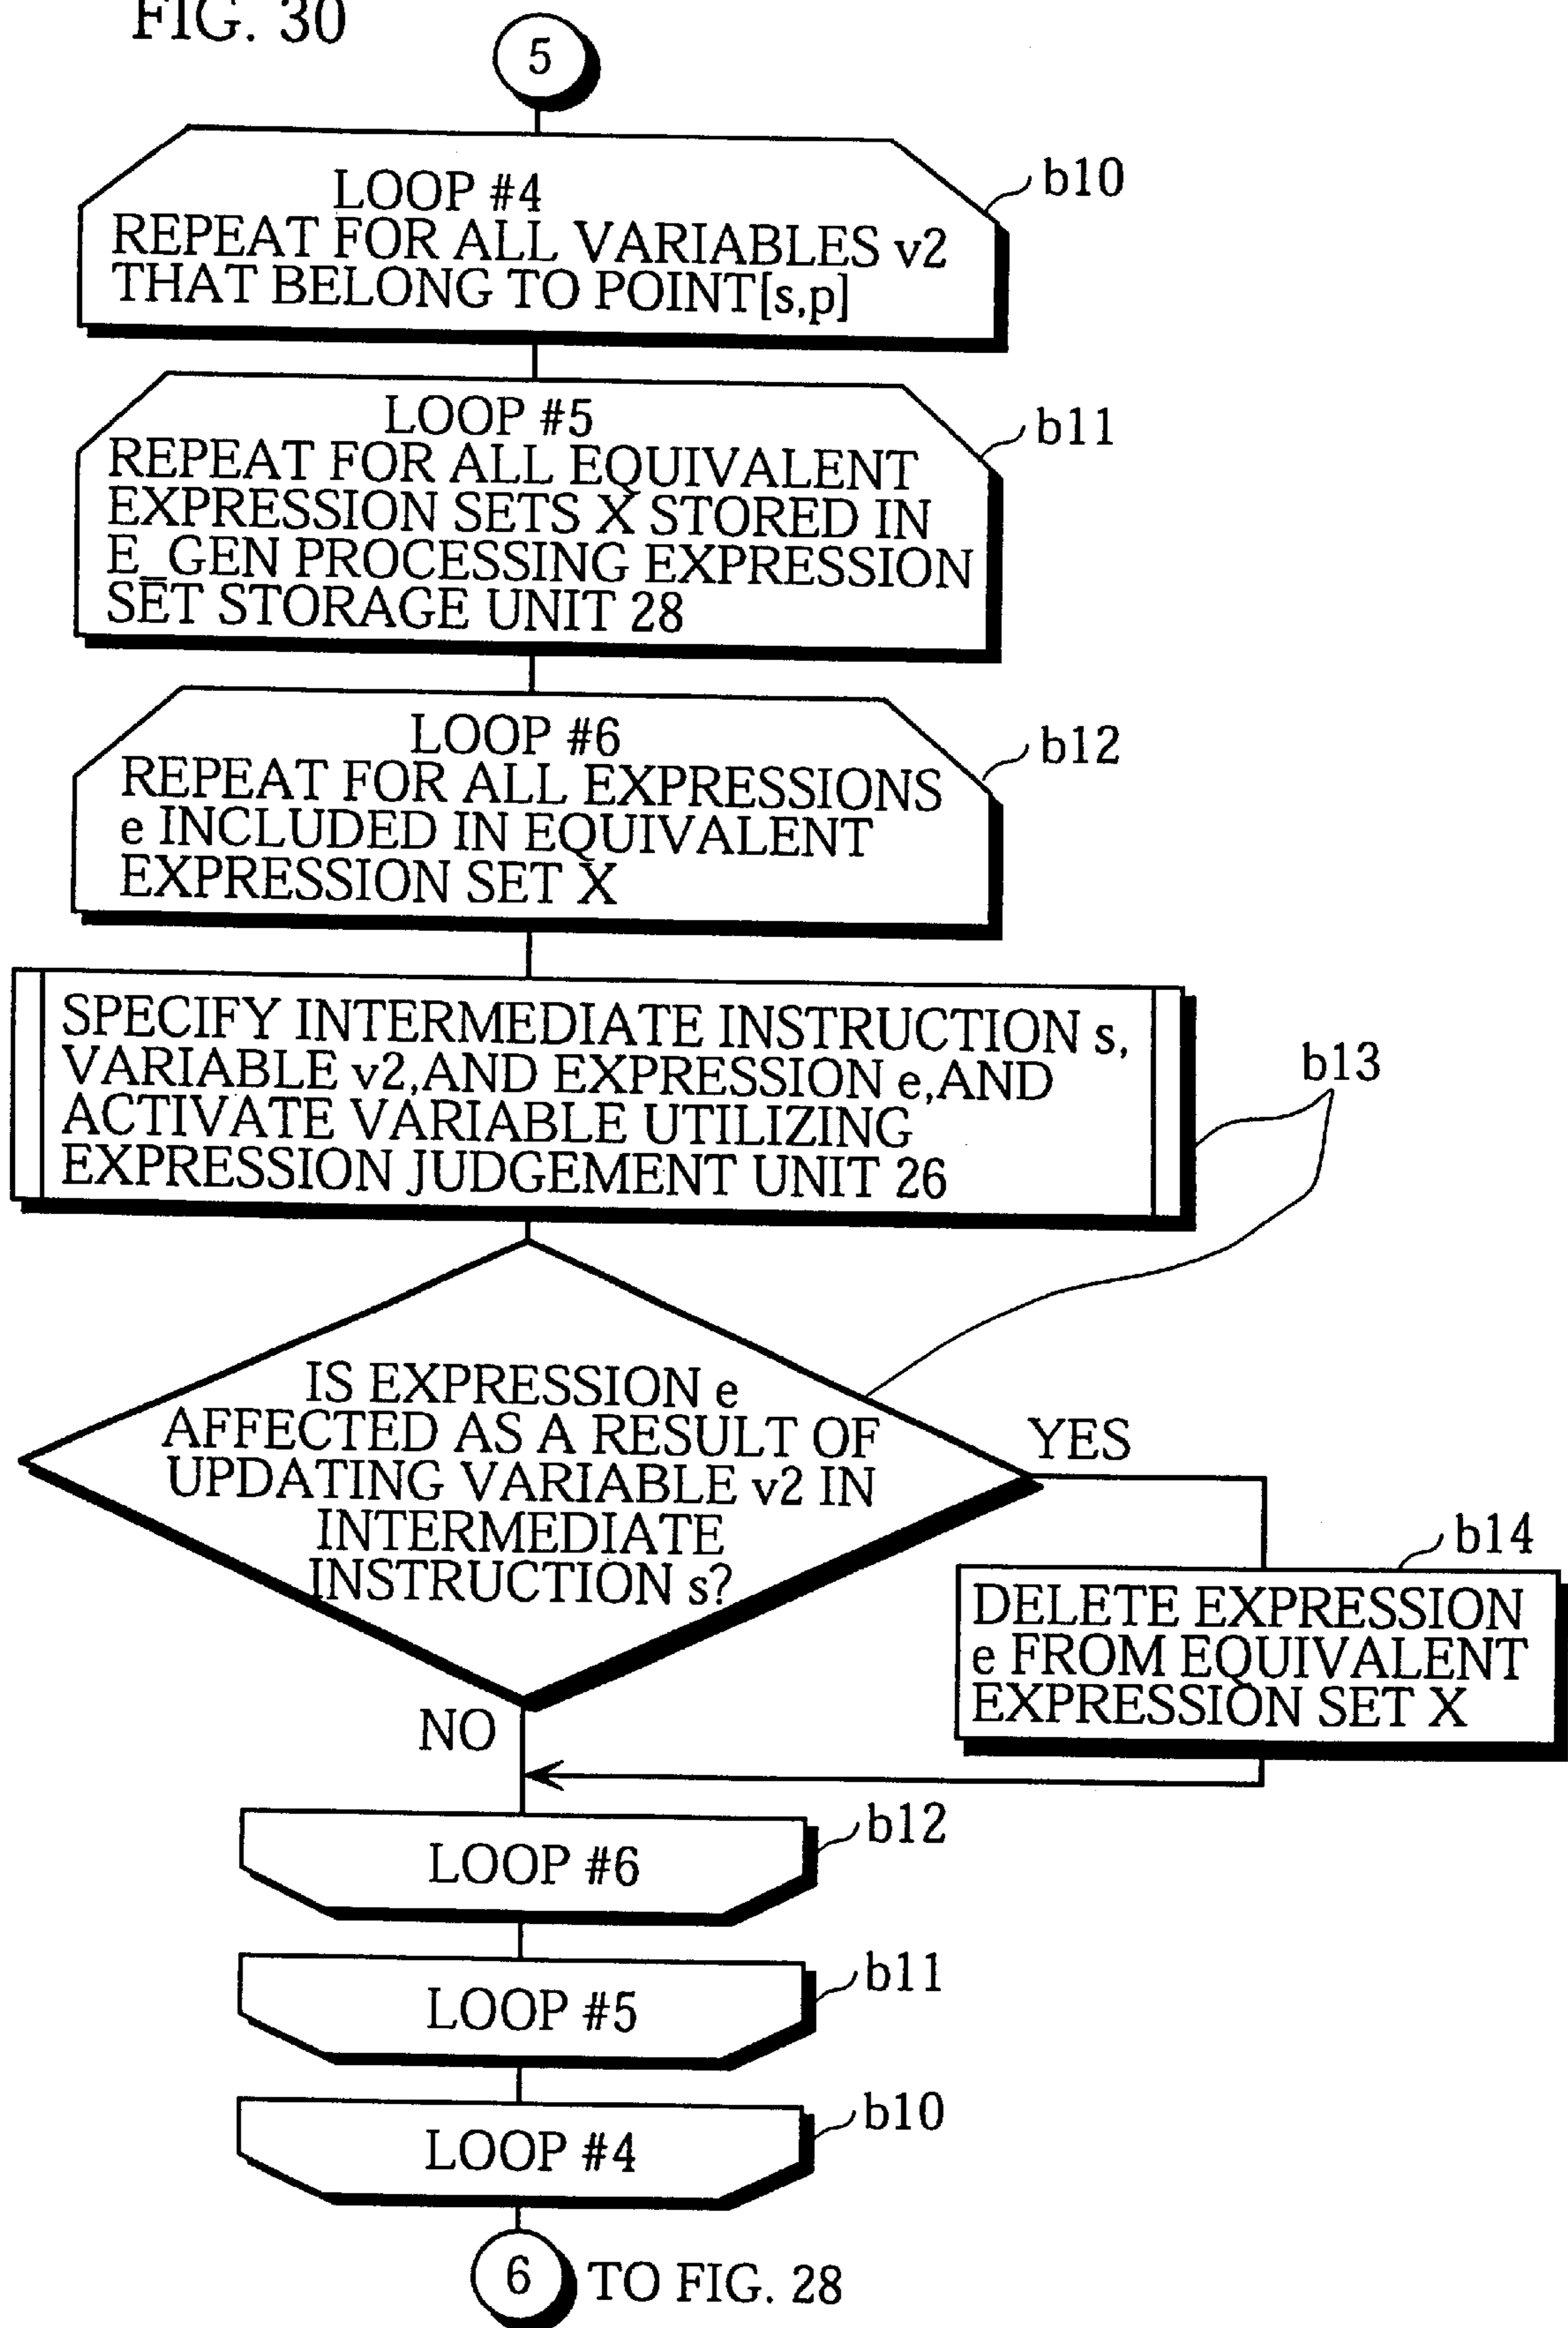 FIG. 30
5
LOOP #4
REPEAT FOR ALL VARIABLES v2
THAT BELONG TO POINT[s,p]
b10
LOOP #5
REPEAT FOR ALL EQUIVALENT
EXPRESSION SETS X STORED IN
E_GEN PROCESSING EXPRESSION
SET STORAGE UNIT 28
b11
LOOP #6
REPEAT FOR ALL EXPRESSIONS
e INCLUDED IN EQUIVALENT
EXPRESSION SET X
b12
SPECIFY INTERMEDIATE INSTRUCTION s,
VARIABLE v2,AND EXPRESSION e,AND
ACTIVATE VARIABLE UTILIZING
EXPRESSION JUDGEMENT UNIT 26
b13
IS EXPRESSION e
AFFECTED AS A RESULT OF
UPDATING VARIABLE v2 IN
INTERMEDIATE
INSTRUCTION s?
YES
b14
DELETE EXPRESSION
e FROM EQUIVALENT
EXPRESSION SET X
NO
LOOP #6
b12
LOOP #5
b11
LOOP #4
b10
6
TO FIG. 28